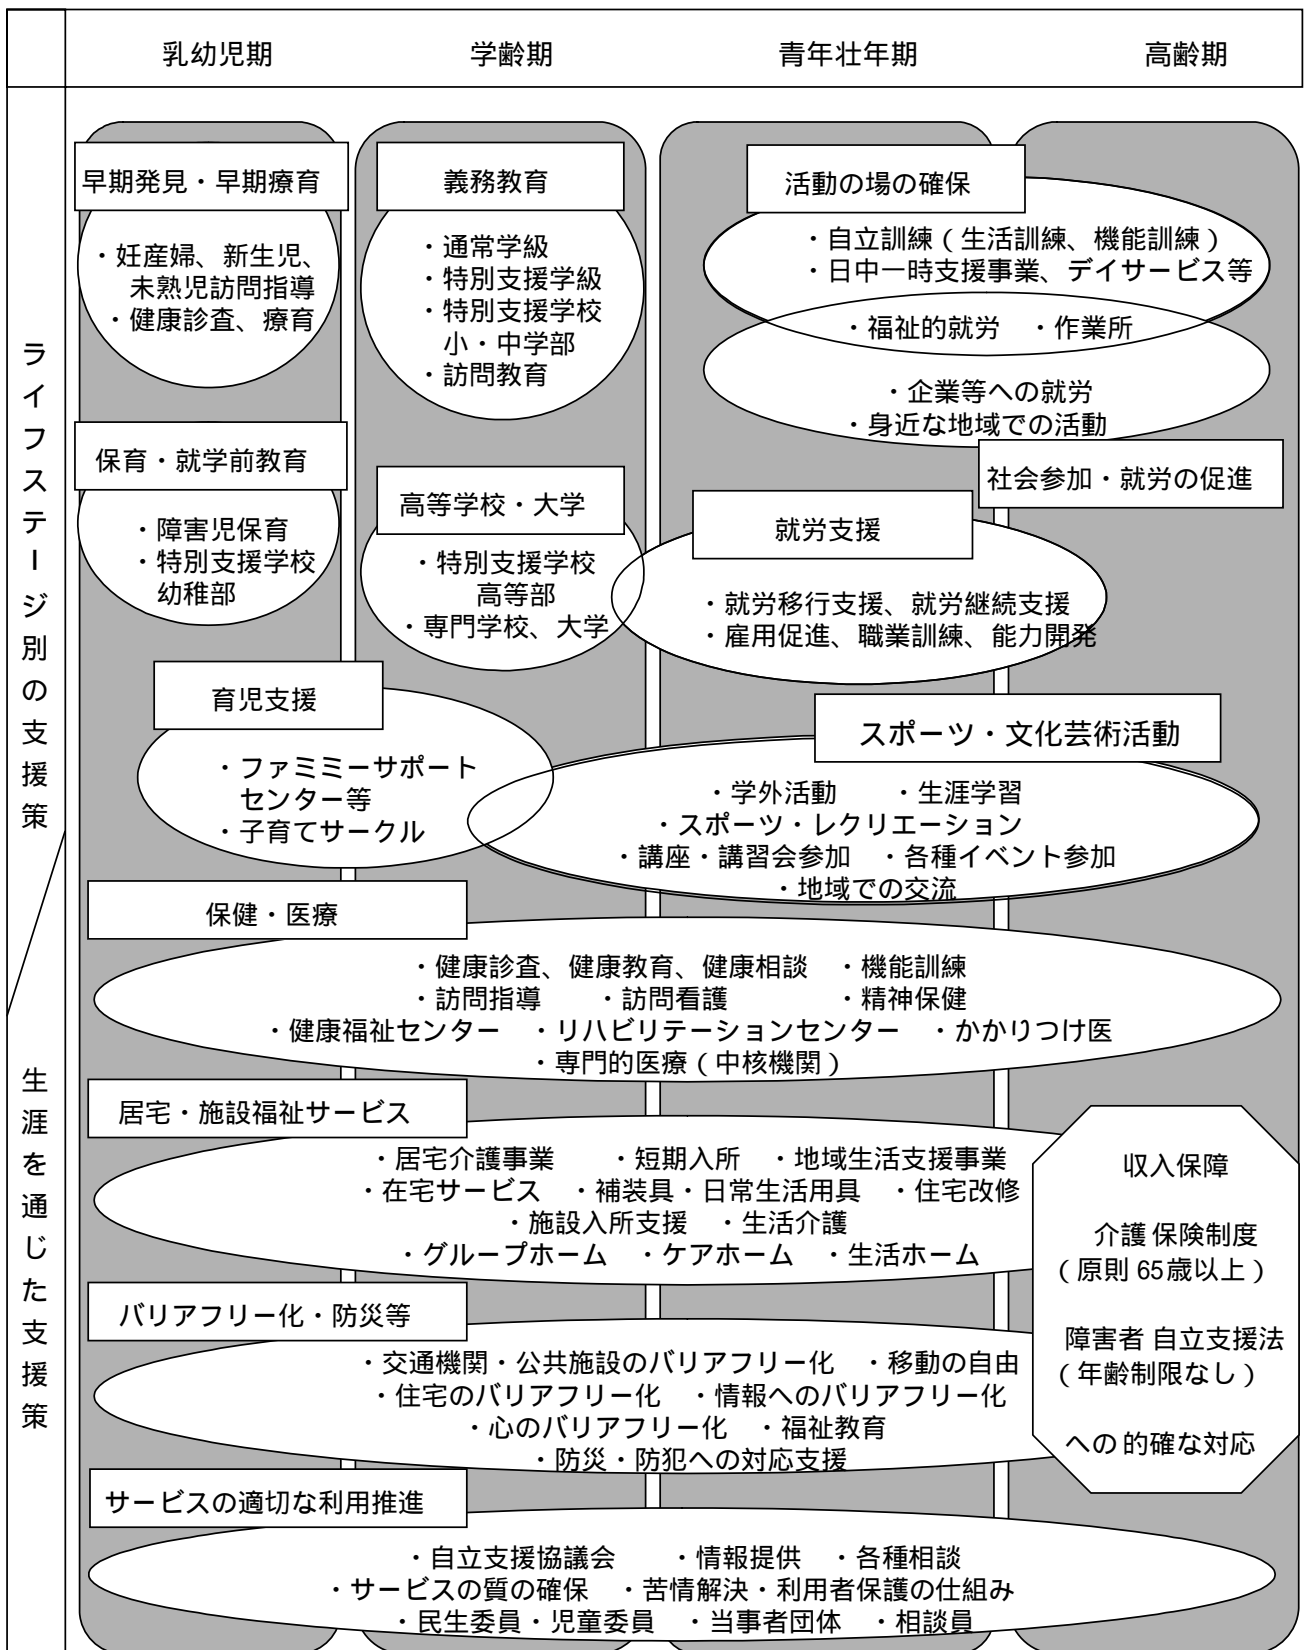 乳幼児期
学齢期
青年壮年期
高齢期
ライフステージ別の支援策
生涯を通じた支援策
早期発見・早期療育
・妊産婦、新生児、
未熟児訪問指導
・健康診査、療育
義務教育
・通常学級
・特別支援学級
・特別支援学校
小・中学部
・訪問教育
活動の場の確保
・自立訓練(生活訓練、機能訓練)
・日中一時支援事業、デイサービス等
・福祉的就労 ・作業所
・企業等への就労
・身近な地域での活動
社会参加・就労の促進
保育・就学前教育
・障害児保育
・特別支援学校
幼稚部
高等学校・大学
・特別支援学校
高等部
・専門学校、大学
就労支援
・就労移行支援、就労継続支援
・雇用促進、職業訓練、能力開発
育児支援
・ファミミーサポート
センター等
・子育てサークル
スポーツ・文化芸術活動
・学外活動 ・生涯学習
・スポーツ・レクリエーション
・講座・講習会参加 ・各種イベント参加
・地域での交流
保健・医療
・健康診査、健康教育、健康相談 ・機能訓練
・訪問指導 ・訪問看護 ・精神保健
・健康福祉センター ・リハビリテーションセンター ・かかりつけ医
・専門的医療(中核機関)
居宅・施設福祉サービス
・居宅介護事業 ・短期入所 ・地域生活支援事業
・在宅サービス ・補装具・日常生活用具 ・住宅改修
・施設入所支援 ・生活介護
・グループホーム ・ケアホーム ・生活ホーム
収入保障
介護保険制度
(原則65歳以上)
障害者自立支援法
(年齢制限なし)
への的確な対応
バリアフリー化・防災等
・交通機関・公共施設のバリアフリー化 ・移動の自由
・住宅のバリアフリー化 ・情報へのバリアフリー化
・心のバリアフリー化 ・福祉教育
・防災・防犯への対応支援
サービスの適切な利用推進
・自立支援協議会 ・情報提供 ・各種相談
・サービスの質の確保 ・苦情解決・利用者保護の仕組み
・民生委員・児童委員 ・当事者団体 ・相談員